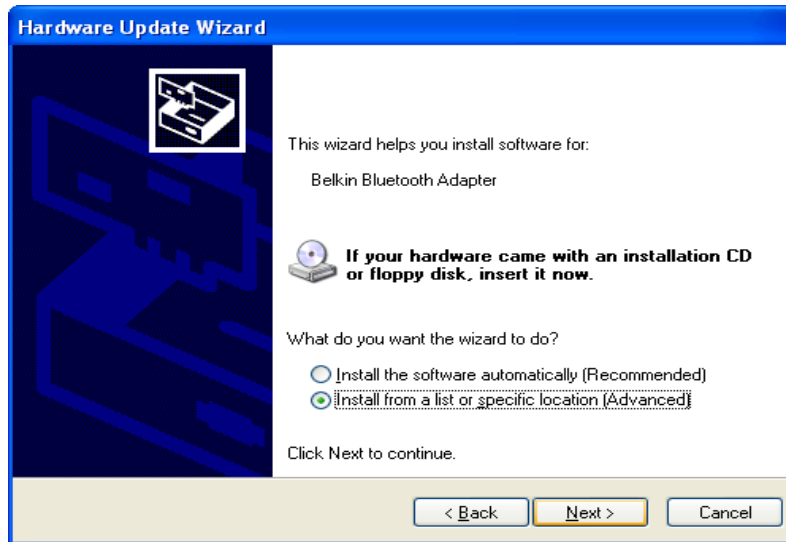 Hardware Update Wizard
This wizard helps you install software for:
Belkin Bluetooth Adapter
If your hardware came with an installation CD
or floppy disk, insert it now.
What do you want the wizard to do?
Install the software automatically (Recommended)
Install from a list or specific location (Advanced)
Click Next to continue.
< Back Next > Cancel